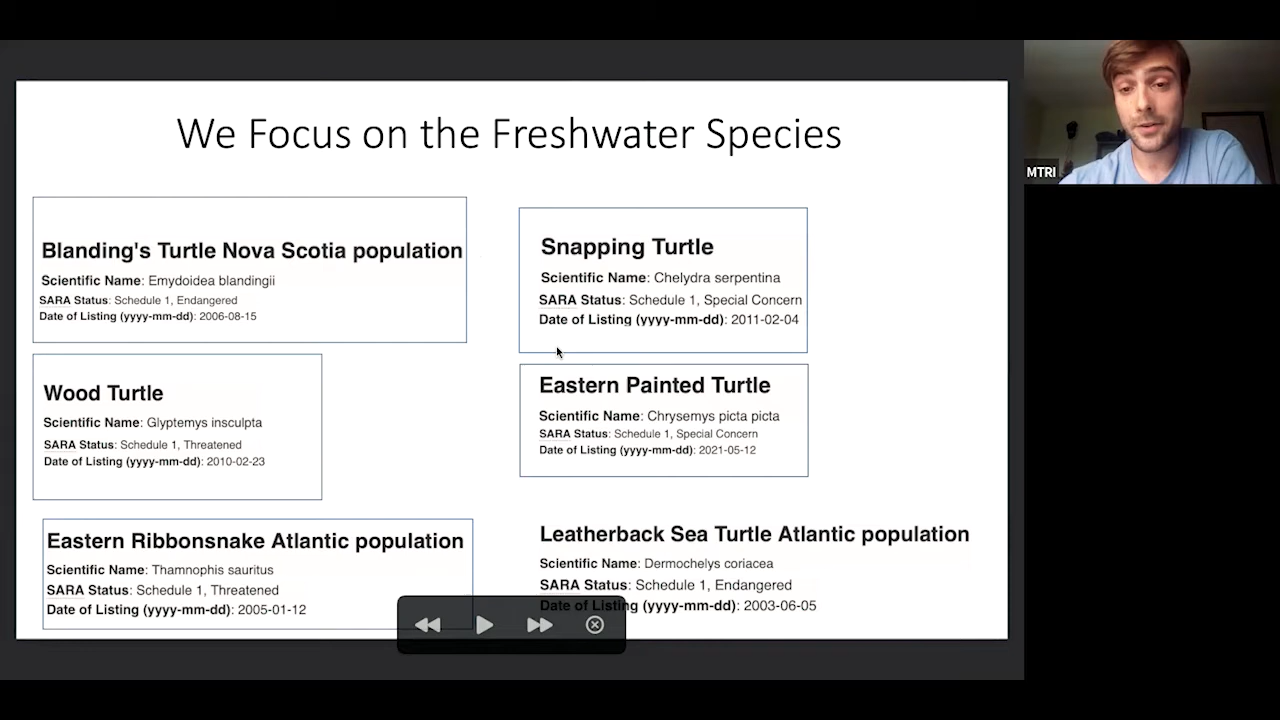 We Focus on the Freshwater Species
Blanding's Turtle Nova Scotia population
Scientific Name: Emydoidea blandingii
SARA Status: Schedule 1, Endangered
Date of Listing (yyyy-mm-dd): 2006-08-15
Snapping Turtle
Scientific Name: Chelydra serpentina
SARA Status: Schedule 1, Special Concern
Date of Listing (yyyy-mm-dd): 2011-02-04
Wood Turtle
Scientific Name: Glyptemys insculpta
SARA Status: Schedule 1, Threatened
Date of Listing (yyyy-mm-dd): 2010-02-23
Eastern Painted Turtle
Scientific Name: Chrysemys picta picta
SARA Status: Schedule 1, Special Concern
Date of Listing (yyyy-mm-dd): 2021-05-12
Eastern Ribbonsnake Atlantic population
Scientific Name: Thamnophis sauritus
SARA Status: Schedule 1, Threatened
Date of Listing (yyyy-mm-dd): 2005-01-12
Leatherback Sea Turtle Atlantic population
Scientific Name: Dermochelys coriacea
SARA Status: Schedule 1, Endangered
Date of Listing (yyyy-mm-dd): 2003-06-05
MTRI